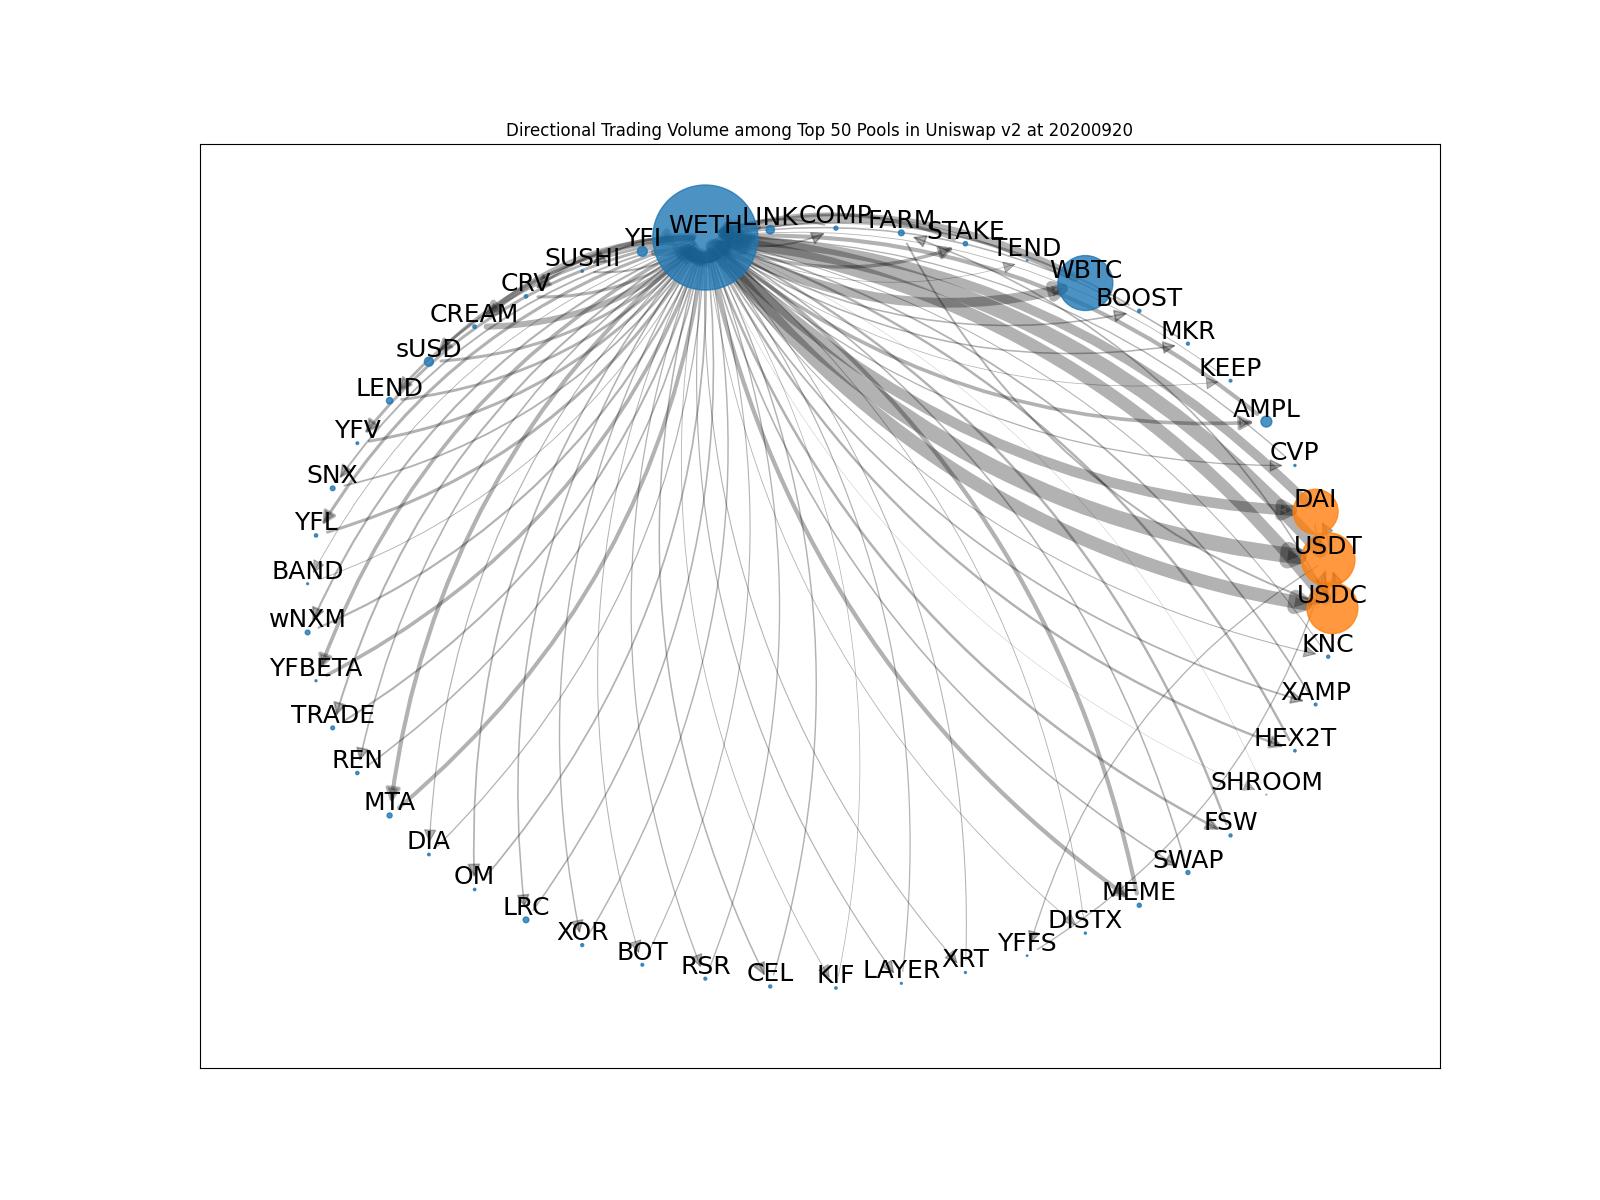 Directional Trading Volume among Top 50 Pools in Uniswap v2 at 20200920
WETH
LINK
COMP
FARM
STAKE
TEND
WBTC
BOOST
MKR
KEEP
AMPL
CVP
DAI
USDT
USDC
KNC
XAMP
HEX2T
SHROOM
FSW
SWAP
MEME
DISTX
YFFS
XRT
LAYER
KIF
CEL
RSR
BOT
XOR
LRC
OM
DIA
MTA
REN
TRADE
YFBETA
wNXM
BAND
YFL
SNX
YFV
LEND
sUSD
CREAM
CRV
SUSHI
YFI